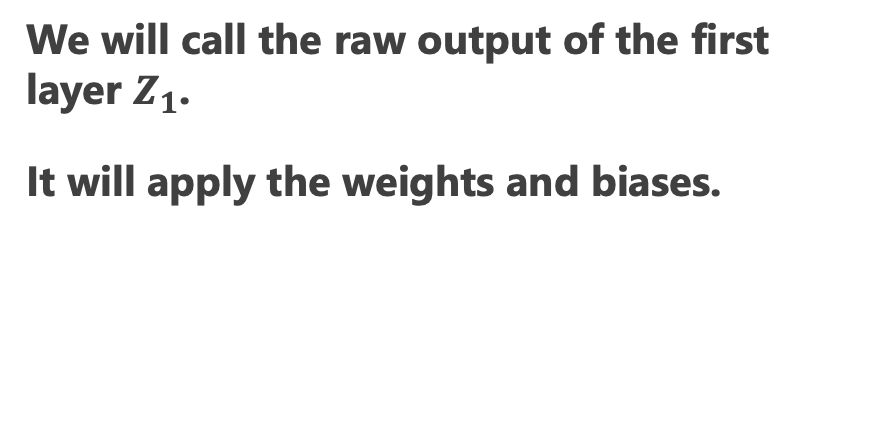 We will call the raw output of the first
layer Z₁.
It will apply the weights and biases.